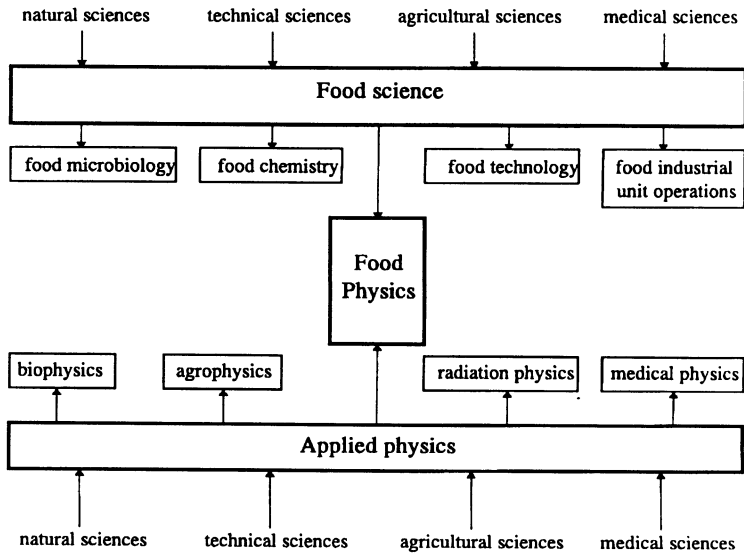 natural sciences technical sciences agricultural sciences medical sciences
Food science
food microbiology food chemistry food technology food industrial
unit operations
Food
Physics
biophysics agrophysics radiation physics medical physics
Applied physics
natural sciences technical sciences agricultural sciences medical sciences